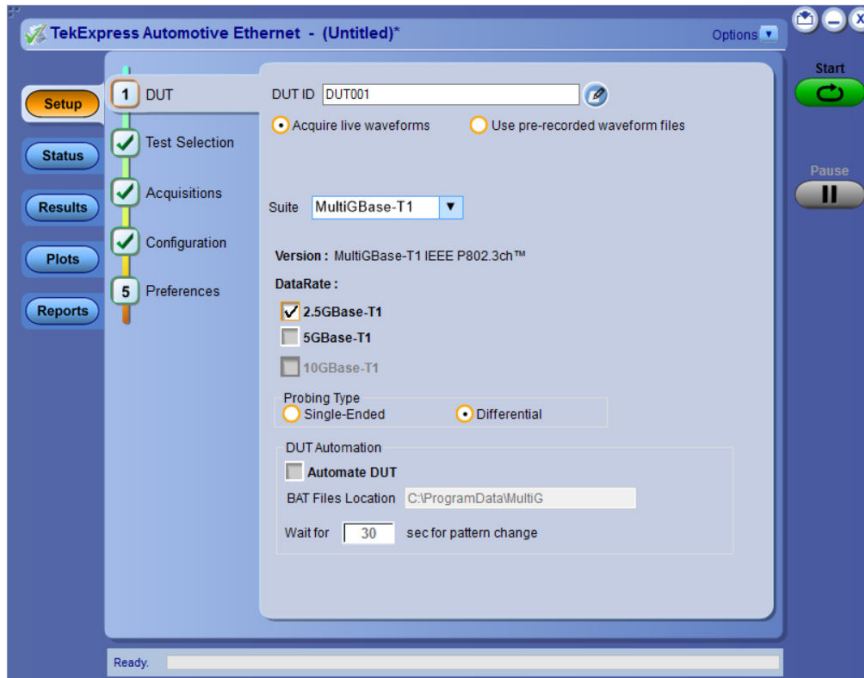 TekExpress Automotive Ethernet - (Untitled)*
Options
Start
Pause
Setup
Status
Results
Plots
Reports
1 DUT
Test Selection
Acquisitions
Configuration
5 Preferences
DUT ID DUT001
Acquire live waveforms Use pre-recorded waveform files
Suite MultiGBase-T1
Version : MultiGBase-T1 IEEE P802.3ch™
DataRate :
2.5GBase-T1
5GBase-T1
10GBase-T1
Probing Type
Single-Ended Differential
DUT Automation
Automate DUT
BAT Files Location C:\ProgramData\MultiG
Wait for 30 sec for pattern change
Ready.